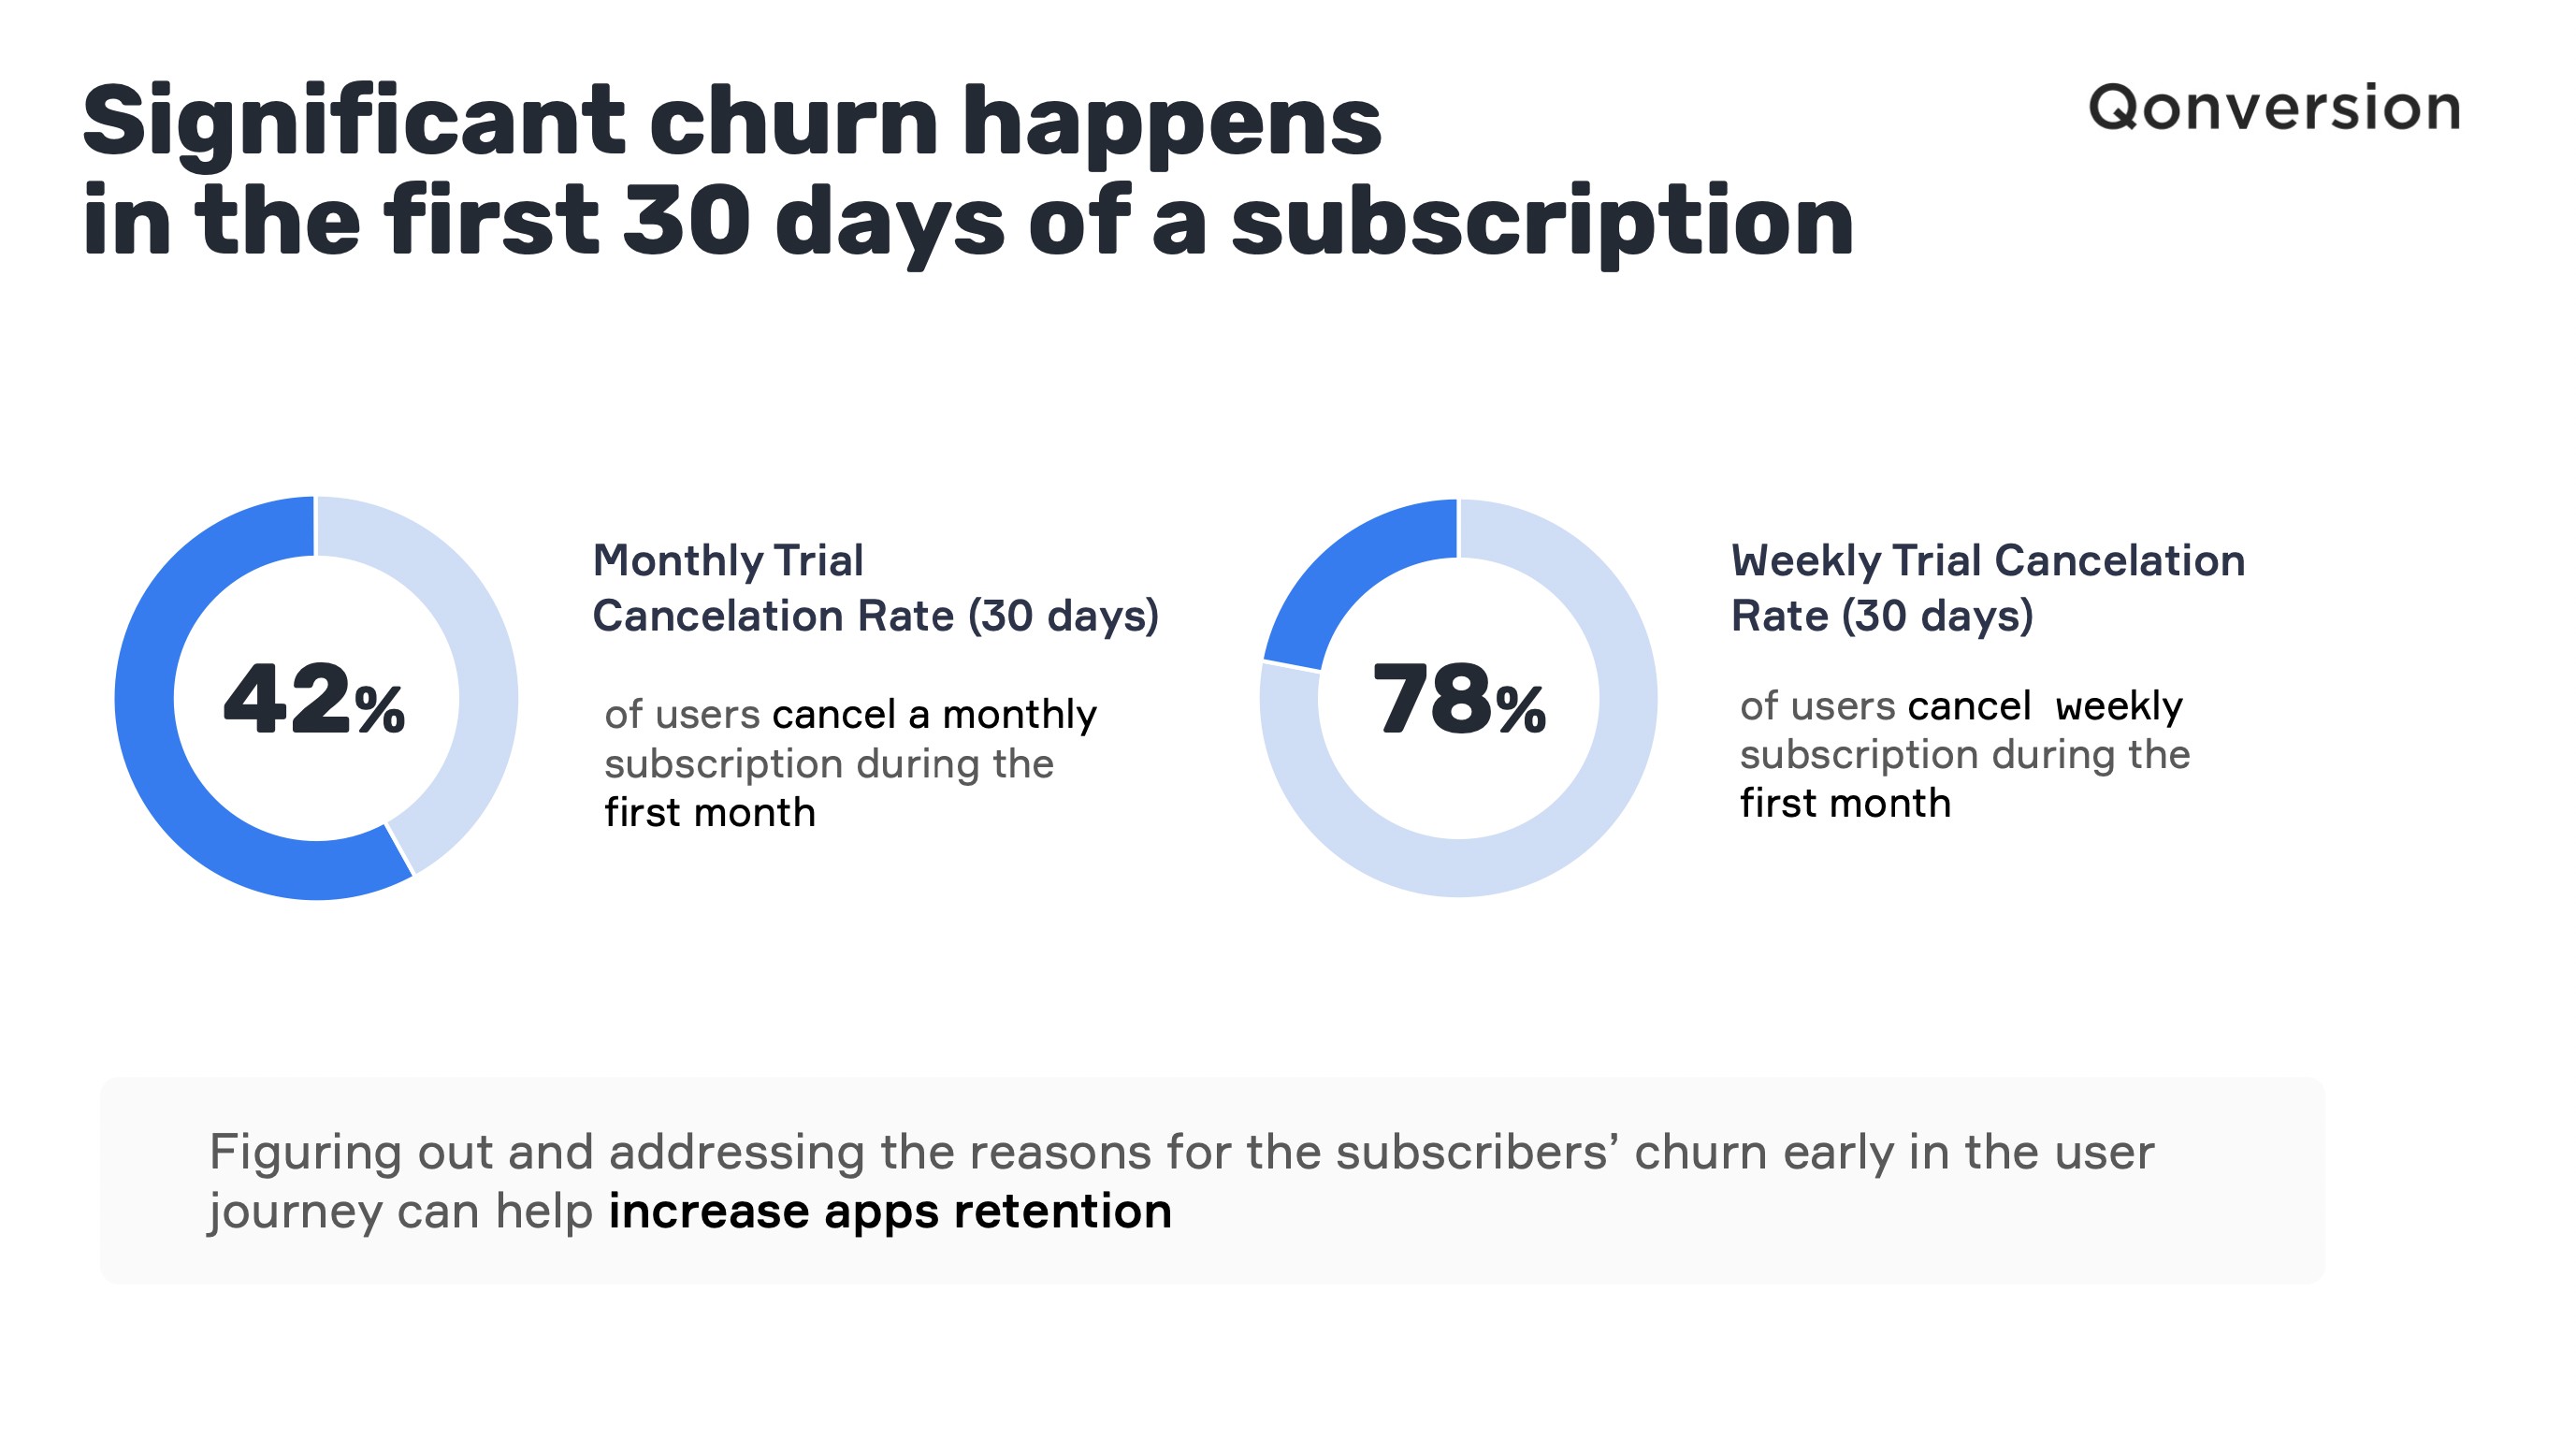 Significant churn happens
in the first 30 days of a subscription
Qonversion
42%
Monthly Trial
Cancelation Rate (30 days)
of users cancel a monthly
subscription during the
first month
78%
Weekly Trial Cancelation
Rate (30 days)
of users cancel  weekly
subscription during the
first month
Figuring out and addressing the reasons for the subscribers’ churn early in the user
journey can help increase apps retention